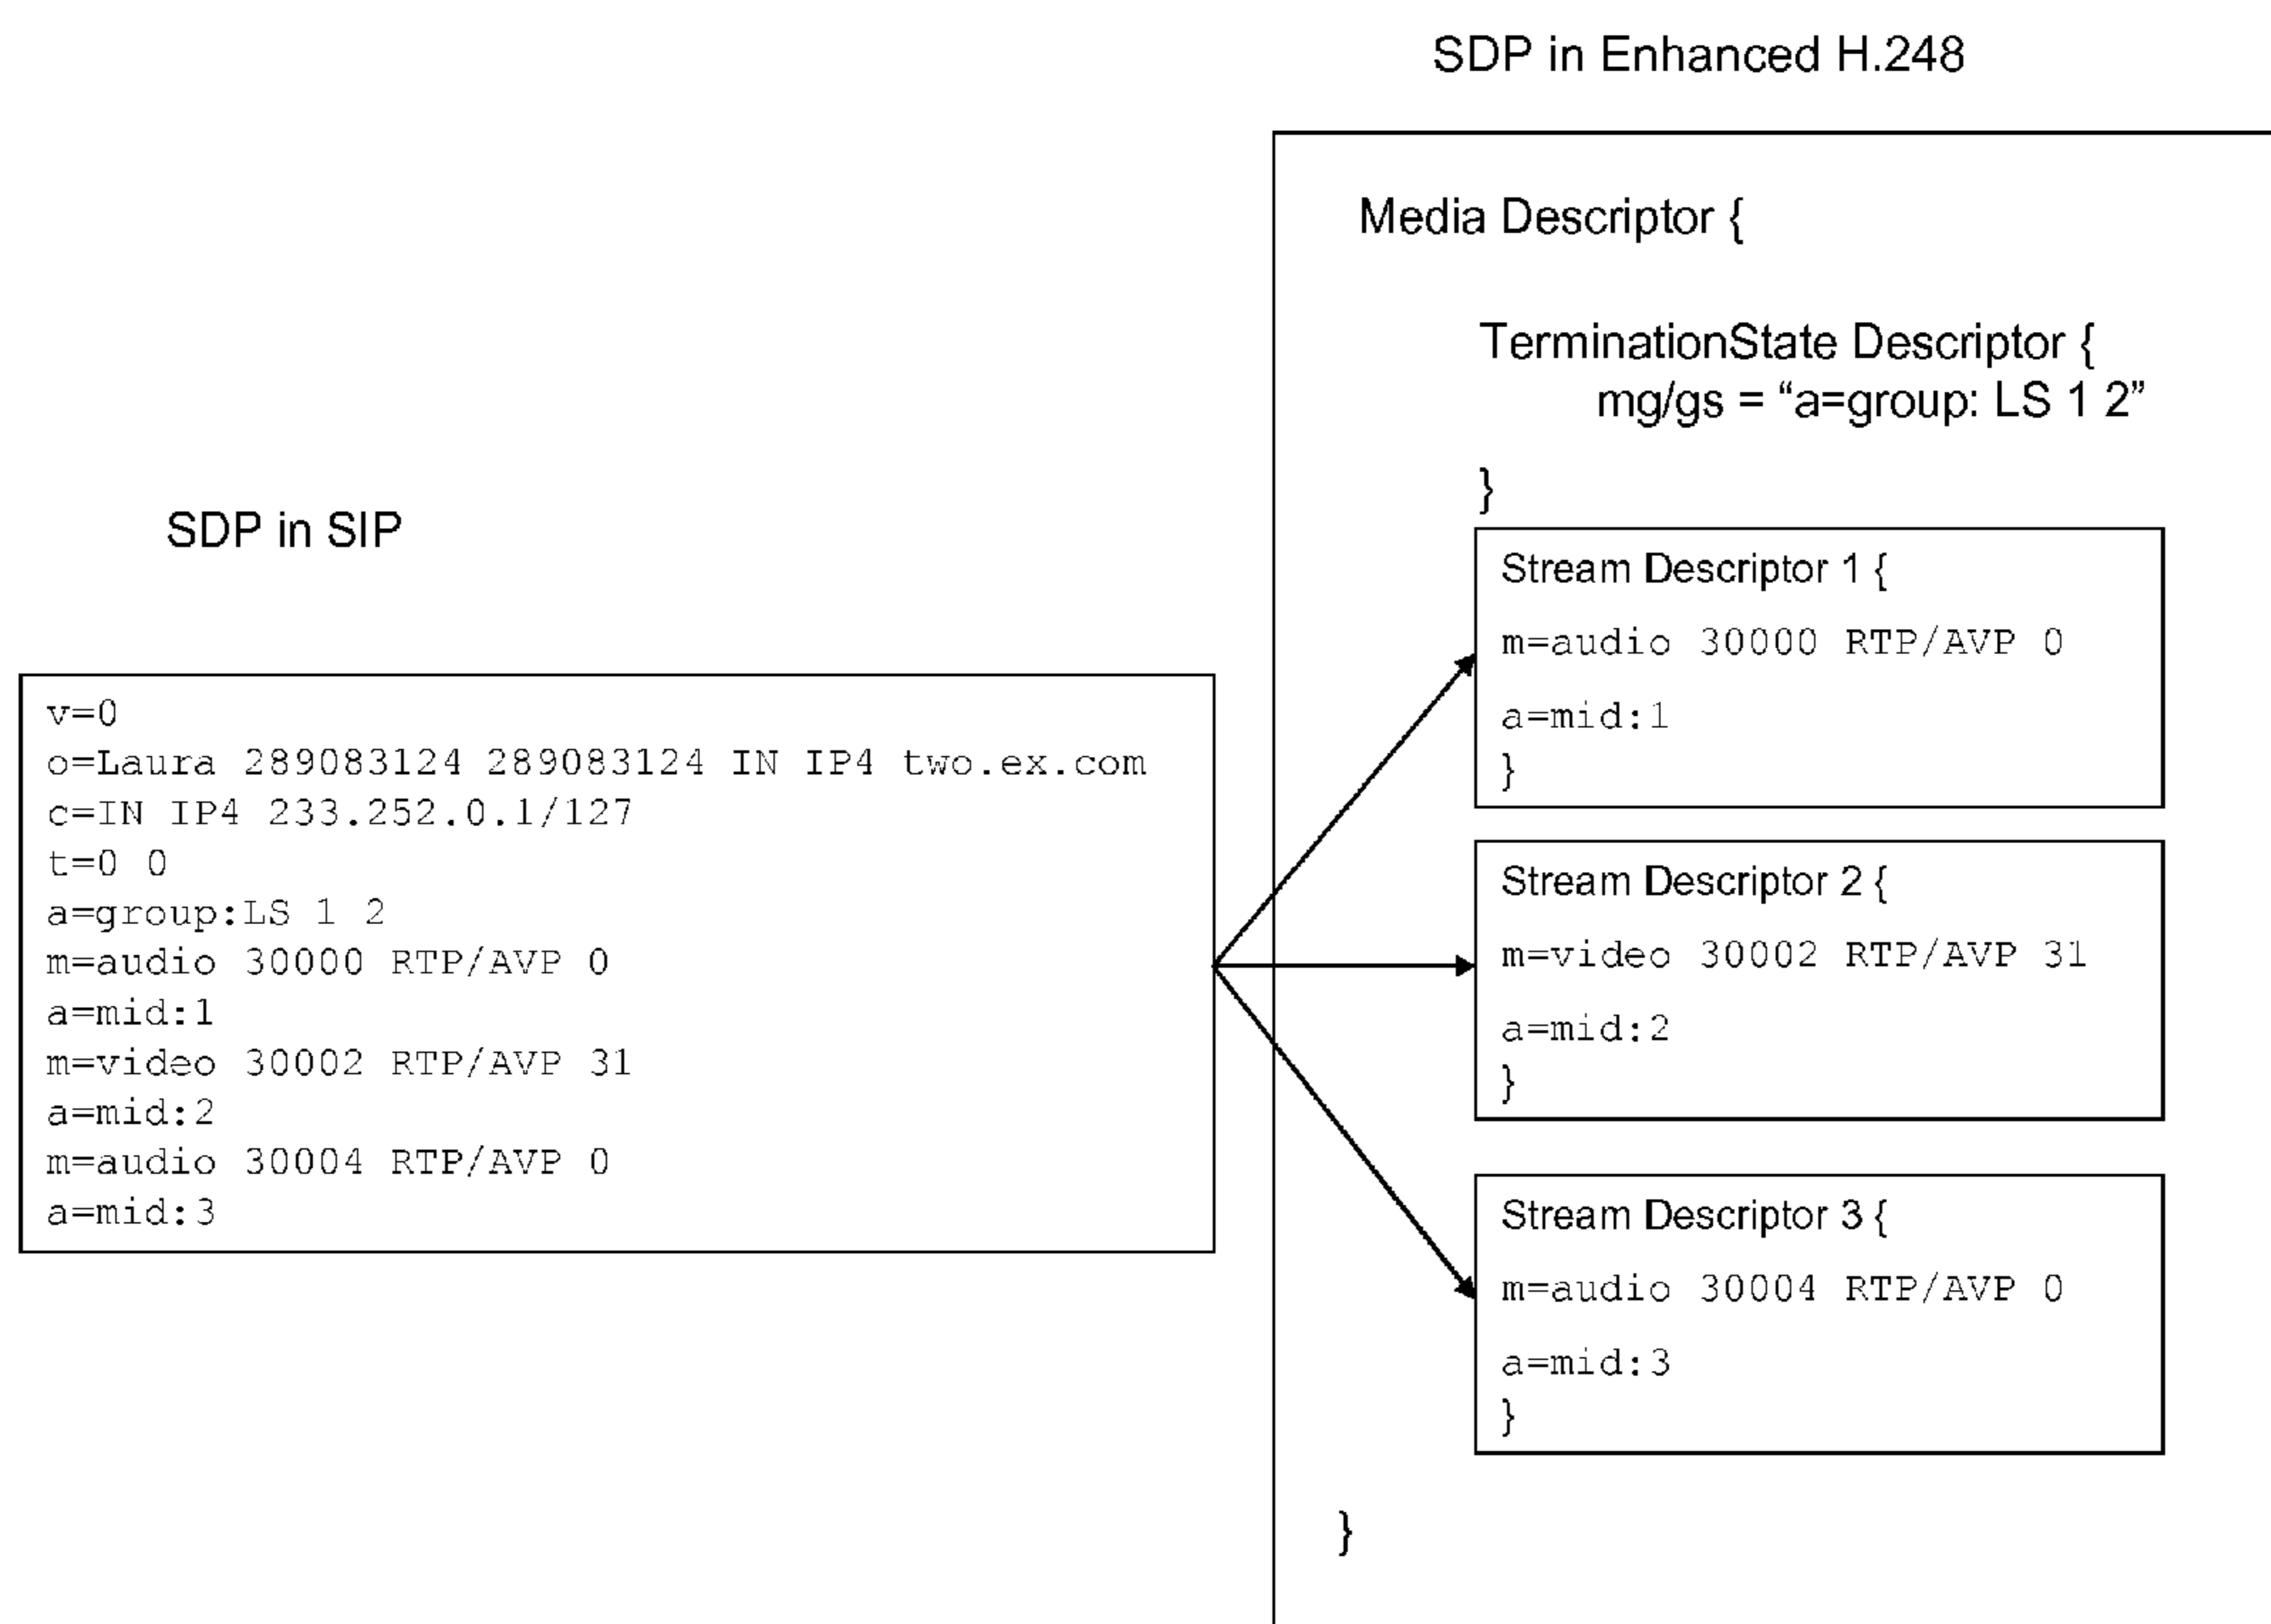 SDP in Enhanced H.248
Media Descriptor {
TerminationState Descriptor {
mg/gs = “a=group: LS 1 2”
}
SDP in SIP
v=0
o=Laura 289083124 289083124 IN IP4 two.ex.com
c=IN IP4 233.252.0.1/127
t=0 0
a=group:LS 1 2
m=audio 30000 RTP/AVP 0
a=mid:1
m=video 30002 RTP/AVP 31
a=mid:2
m=audio 30004 RTP/AVP 0
a=mid:3
Stream Descriptor 1 {
m=audio 30000 RTP/AVP 0
a=mid:1
}
Stream Descriptor 2 {
m=video 30002 RTP/AVP 31
a=mid:2
}
Stream Descriptor 3 {
m=audio 30004 RTP/AVP 0
a=mid:3
}
}